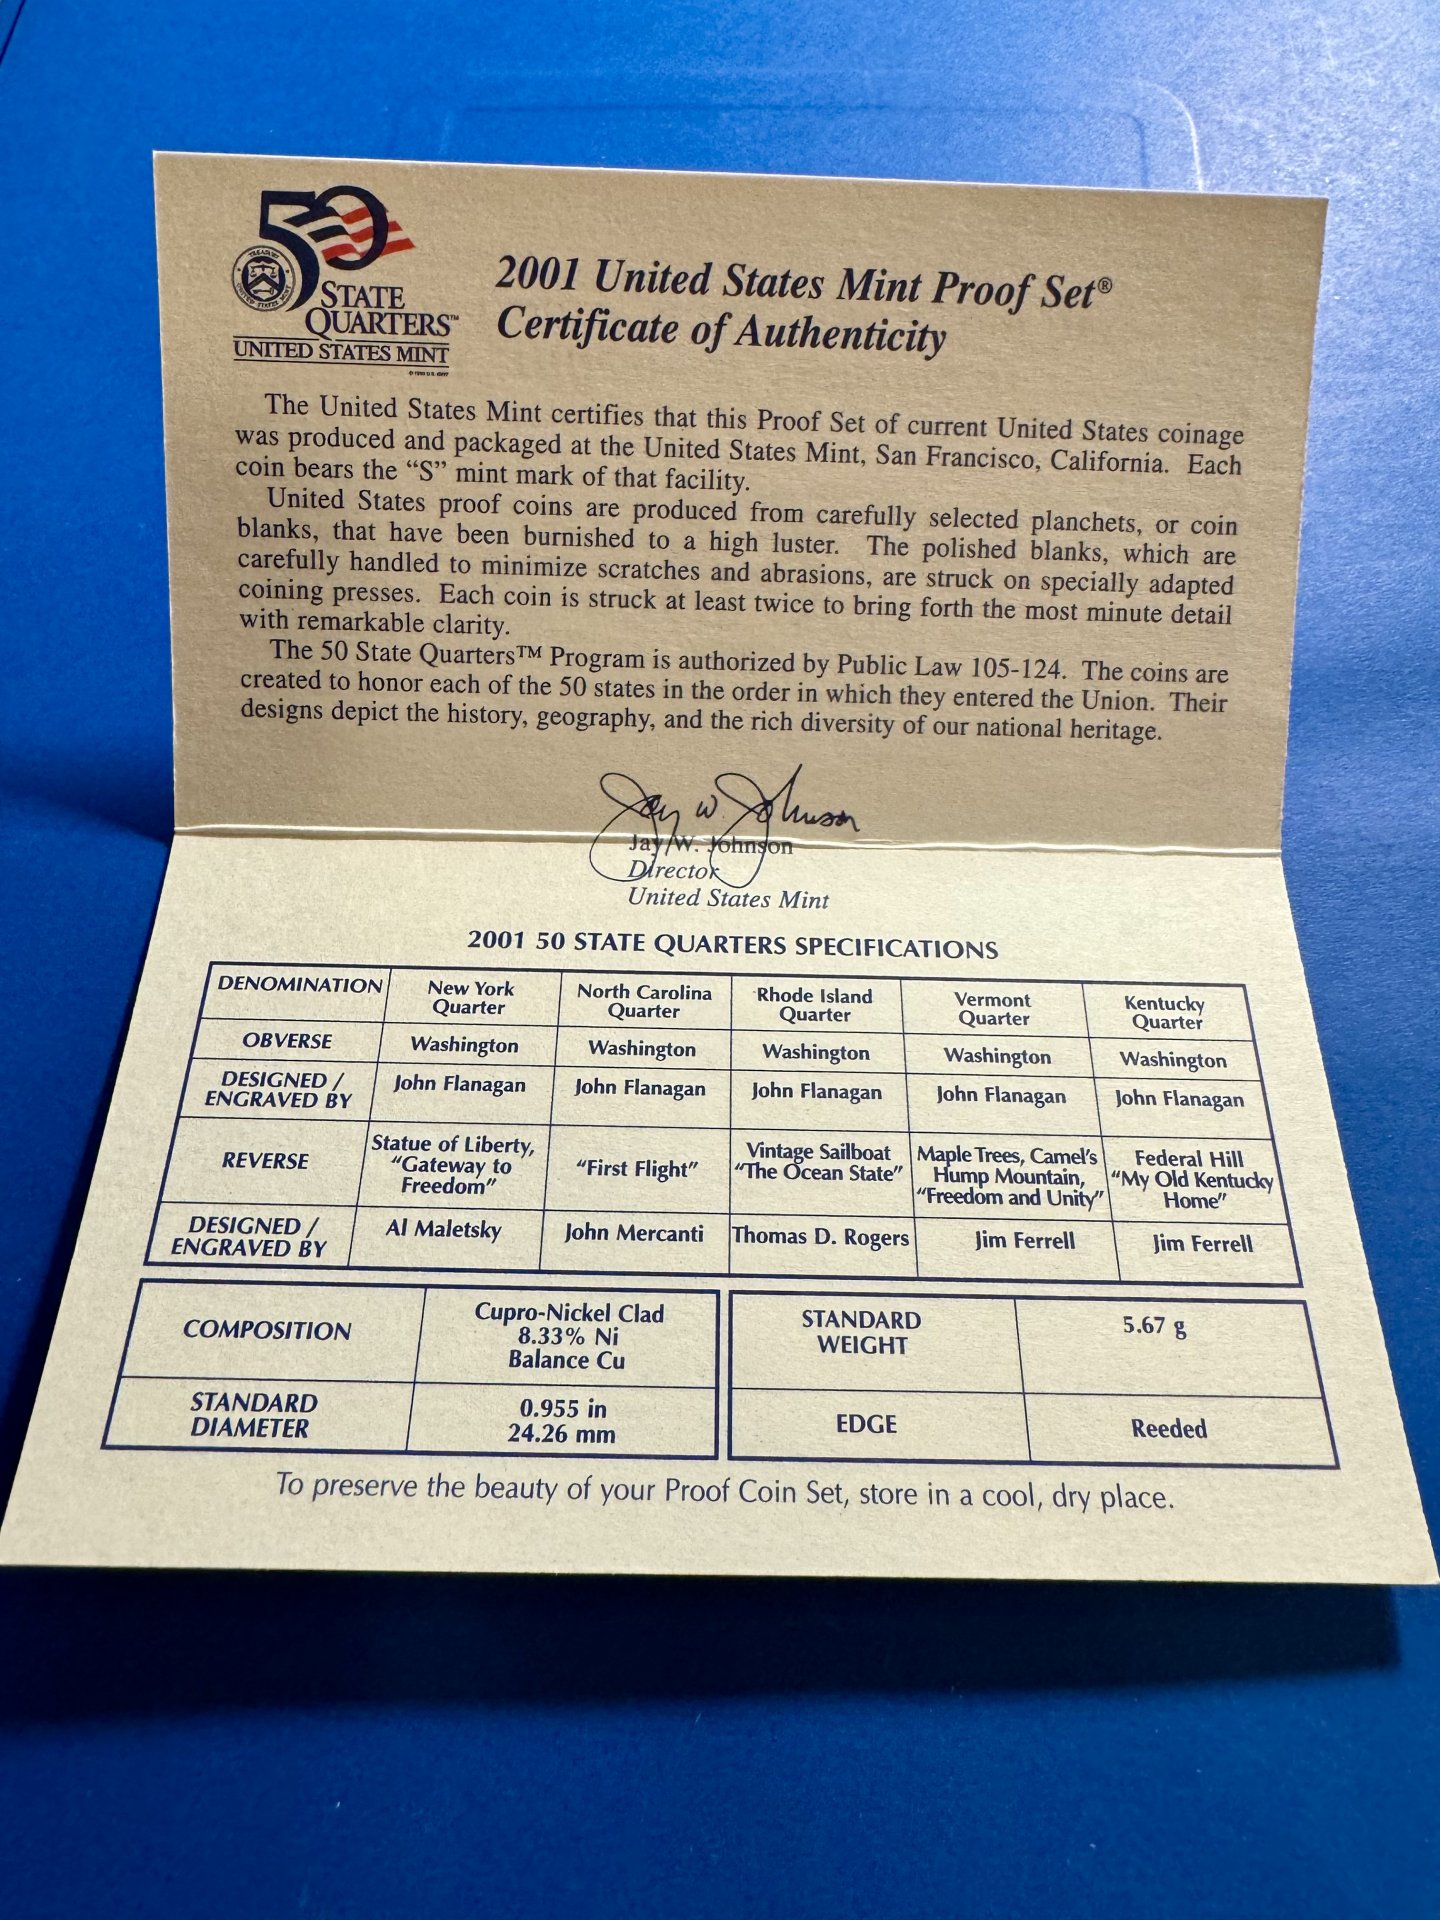 50
STATE
QUARTERS™
UNITED STATES MINT
2001 United States Mint Proof Set®
Certificate of Authenticity
The United States Mint certifies that this Proof Set of current United States coinage
was produced and packaged at the United States Mint, San Francisco, California. Each
coin bears the “S” mint mark of that facility.
United States proof coins are produced from carefully selected planchets, or coin
blanks, that have been burnished to a high luster. The polished blanks, which are
carefully handled to minimize scratches and abrasions, are struck on specially adapted
coining presses. Each coin is struck at least twice to bring forth the most minute detail
with remarkable clarity.
The 50 State Quarters™ Program is authorized by Public Law 105-124. The coins are
created to honor each of the 50 states in the order in which they entered the Union. Their
designs depict the history, geography, and the rich diversity of our national heritage.
Jay W. Johnson
Jay W. Johnson
Director
United States Mint
2001 50 STATE QUARTERS SPECIFICATIONS
DENOMINATION
New York
Quarter
North Carolina
Quarter
Rhode Island
Quarter
Vermont
Quarter
Kentucky
Quarter
OBVERSE
Washington
Washington
Washington
Washington
Washington
DESIGNED /
ENGRAVED BY
John Flanagan
John Flanagan
John Flanagan
John Flanagan
John Flanagan
REVERSE
Statue of Liberty,
“Gateway to
Freedom”
“First Flight”
Vintage Sailboat
“The Ocean State”
Maple Trees, Camel’s
Hump Mountain,
“Freedom and Unity”
Federal Hill
“My Old Kentucky
Home”
DESIGNED /
ENGRAVED BY
Al Maletsky
John Mercanti
Thomas D. Rogers
Jim Ferrell
Jim Ferrell
COMPOSITION
Cupro-Nickel Clad
8.33% Ni
Balance Cu
STANDARD
WEIGHT
5.67 g
STANDARD
DIAMETER
0.955 in
24.26 mm
EDGE
Reeded
To preserve the beauty of your Proof Coin Set, store in a cool, dry place.